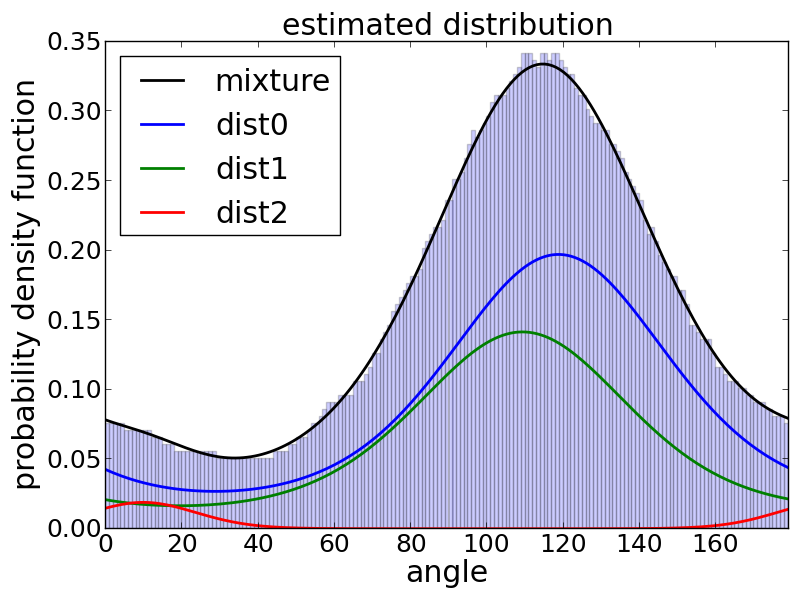 estimated distribution
0.35
0.30
0.25
0.20
0.15
0.10
0.05
0.00
probability density function
mixture
dist0
dist1
dist2
0 20 40 60 80 100 120 140 160
angle